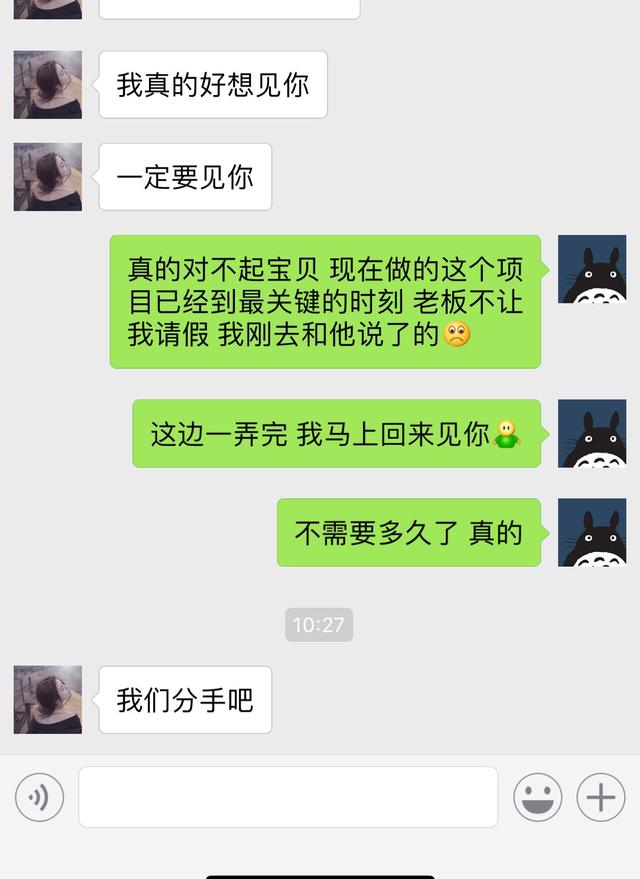 我真的好想见你
一定要见你
真的对不起宝贝 现在做的这个项
目已经到最关键的时刻 老板不让
我请假 我刚去和他说了的
这边一弄完 我马上回来见你
不需要多久了 真的
10:27
我们分手吧